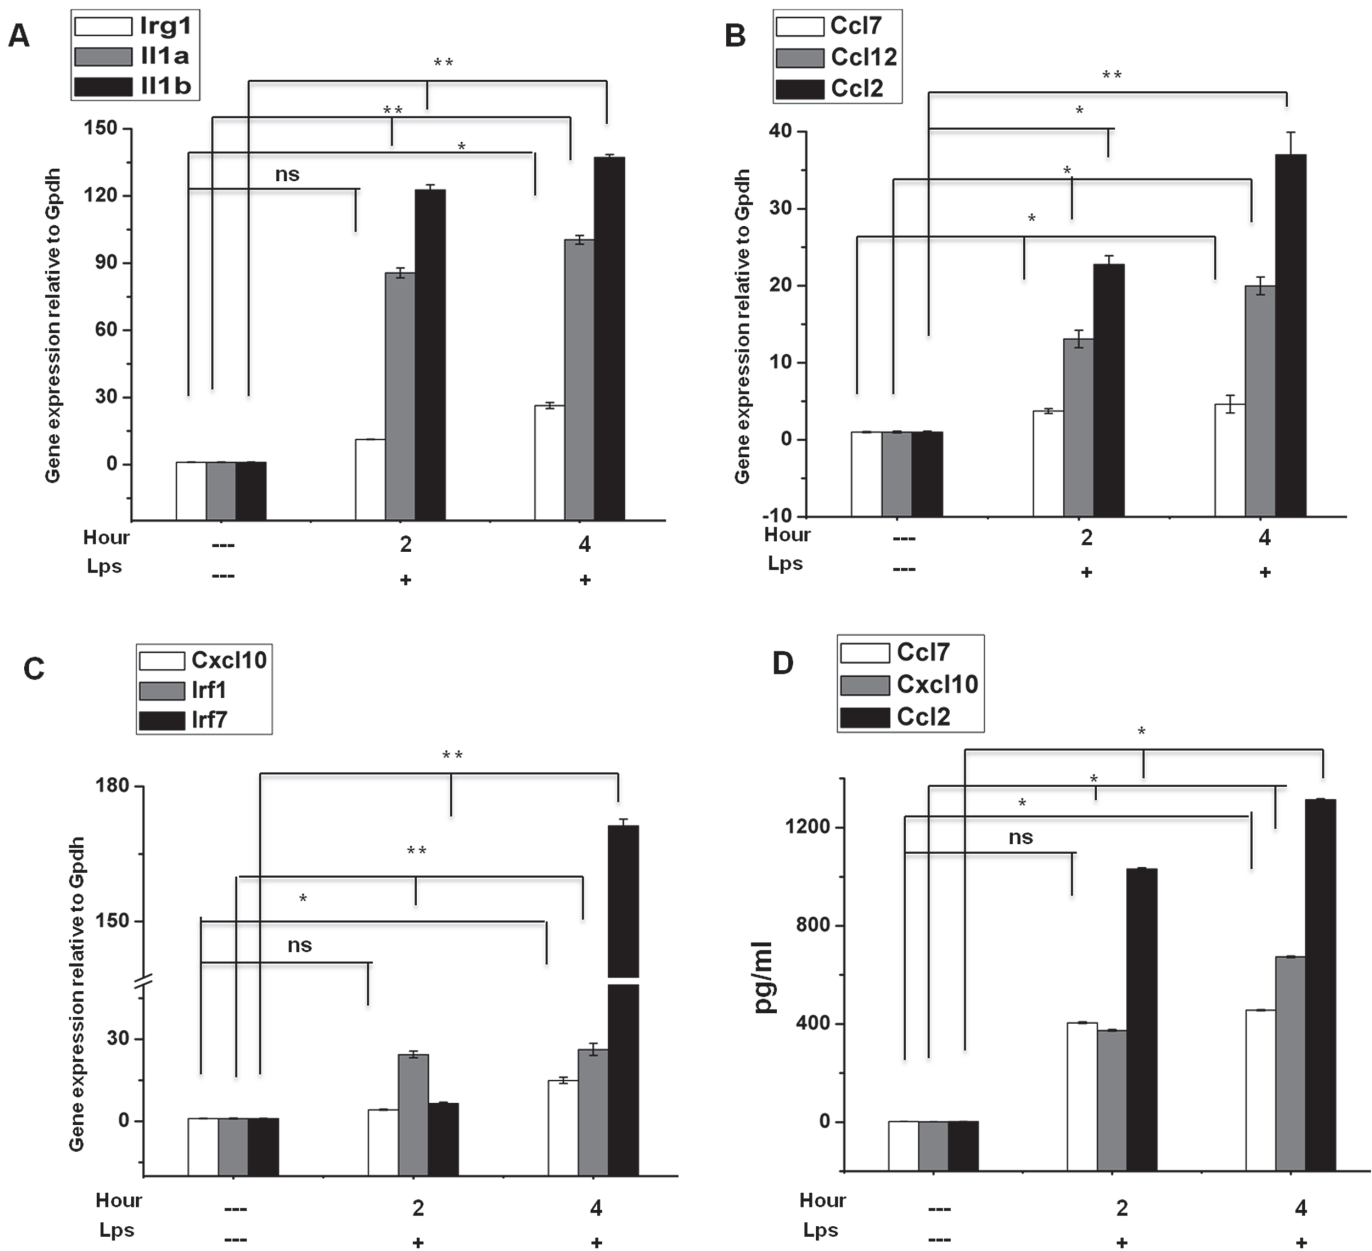 A
Irg1
Il1a
Il1b
**
**
*
ns
150
120
90
60
30
0
Gene expression relative to Gpdh
Hour --- 2 4
Lps --- + +
B
Ccl7
Ccl12
Ccl2
**
*
*
*
40
30
20
10
0
-10
Gene expression relative to Gpdh
Hour --- 2 4
Lps --- + +
C
Cxcl10
Irf1
Irf7
**
**
*
ns
180
150
30
0
Gene expression relative to Gpdh
Hour --- 2 4
Lps --- + +
D
Ccl7
Cxcl10
Ccl2
*
*
*
ns
1200
800
400
0
pg/ml
Hour --- 2 4
Lps --- + +